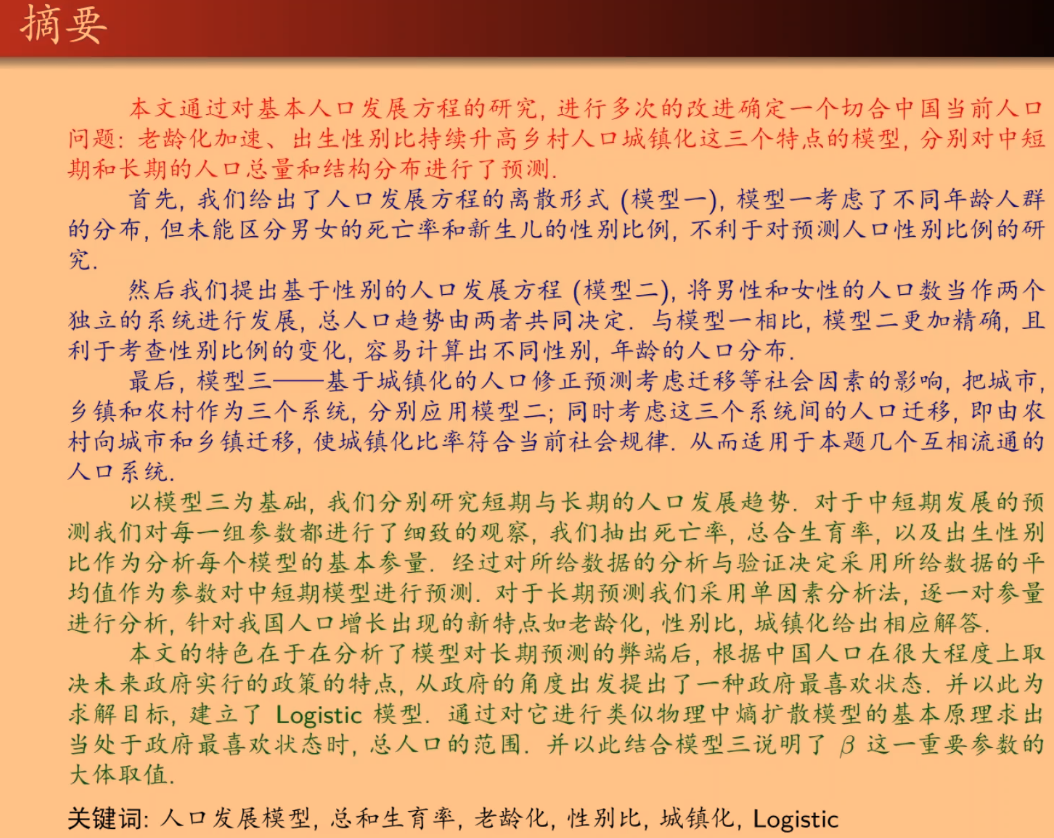 摘要
本文通过对基本人口发展方程的研究, 进行多次的改进确定一个切合中国当前人口
问题: 老龄化加速、出生性别比持续升高乡村人口城镇化这三个特点的模型, 分别对中短
期和长期的人口总量和结构分布进行了预测.
首先, 我们给出了人口发展方程的离散形式 (模型一), 模型一考虑了不同年龄人群
的分布, 但未能区分男女的死亡率和新生儿的性别比例, 不利于对预测人口性别比例的研
究.
然后我们提出基于性别的人口发展方程 (模型二), 将男性和女性的人口数当作两个
独立的系统进行发展, 总人口趋势由两者共同决定. 与模型一相比, 模型二更加精确, 且
利于考查性别比例的变化, 容易计算出不同性别, 年龄的人口分布.
最后, 模型三——基于城镇化的人口修正预测考虑迁移等社会因素的影响, 把城市,
乡镇和农村作为三个系统, 分别应用模型二; 同时考虑这三个系统间的人口迁移, 即由农
村向城市和乡镇迁移, 使城镇化比率符合当前社会规律. 从而适用于本题几个互相流通的
人口系统.
以模型三为基础, 我们分别研究短期与长期的人口发展趋势. 对于中短期发展的预
测我们对每一组参数都进行了细致的观察, 我们抽出死亡率, 总合生育率, 以及出生性别
比作为分析每个模型的基本参量. 经过对所给数据的分析与验证决定采用所给数据的平
均值作为参数对中短期模型进行预测. 对于长期预测我们采用单因素分析法, 逐一对参量
进行分析, 针对我国人口增长出现的新特点如老龄化, 性别比, 城镇化给出相应解答.
本文的特色在于在分析了模型对长期预测的弊端后, 根据中国人口在很大程度上取
决未来政府实行的政策的特点, 从政府的角度出发提出了一种政府最喜欢状态. 并以此为
求解目标, 建立了 Logistic 模型. 通过对它进行类似物理中熵扩散模型的基本原理求出
当处于政府最喜欢状态时, 总人口的范围. 并以此结合模型三说明了 β 这一重要参数的
大体取值.
关键词: 人口发展模型, 总和生育率, 老龄化, 性别比, 城镇化, Logistic